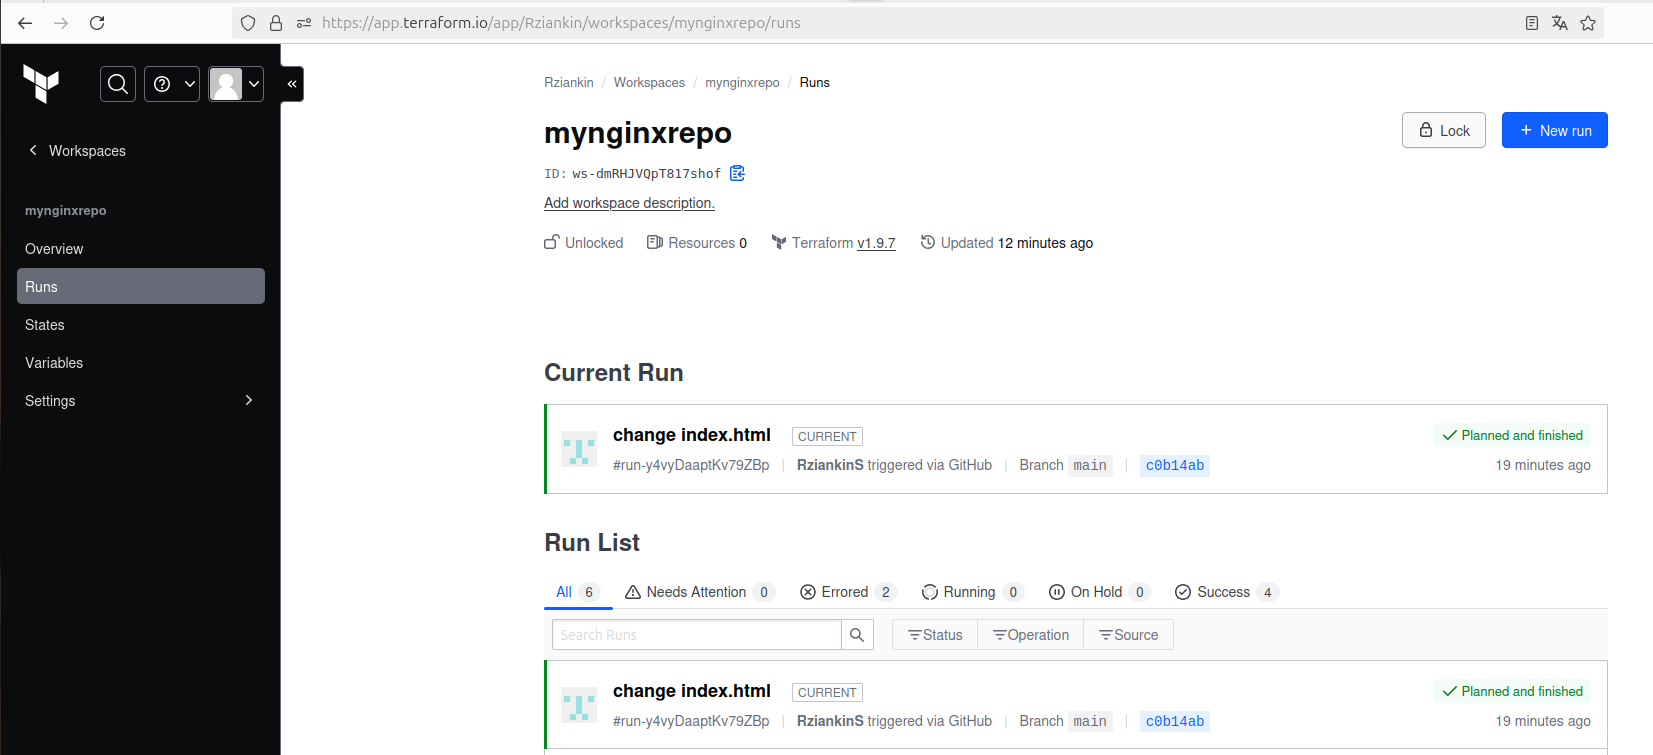 https://app.terraform.io/app/Rziankin/workspaces/mynginxrepo/runs
Workspaces
mynginxrepo
Overview
Runs
States
Variables
Settings
Rziankin / Workspaces / mynginxrepo / Runs
mynginxrepo
Lock
+ New run
ID: ws-dmRHJVQpT817shof
Add workspace description.
Unlocked Resources 0 Terraform v1.9.7 Updated 12 minutes ago
Current Run
change index.html CURRENT Planned and finished
#run-y4vyDaaptKv79ZBp | RziankinS triggered via GitHub | Branch main | c0b14ab 19 minutes ago
Run List
All 6 Needs Attention 0 Errored 2 Running 0 On Hold 0 Success 4
Search Runs Status Operation Source
change index.html CURRENT Planned and finished
#run-y4vyDaaptKv79ZBp | RziankinS triggered via GitHub | Branch main | c0b14ab 19 minutes ago